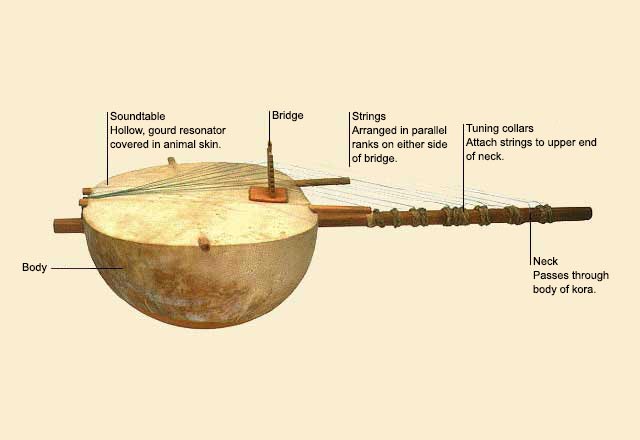 Soundtable
Hollow, gourd resonator
covered in animal skin.
Bridge
Strings
Arranged in parallel
ranks on either side
of bridge.
Tuning collars
Attach strings to upper end
of neck.
Body
Neck
Passes through
body of kora.